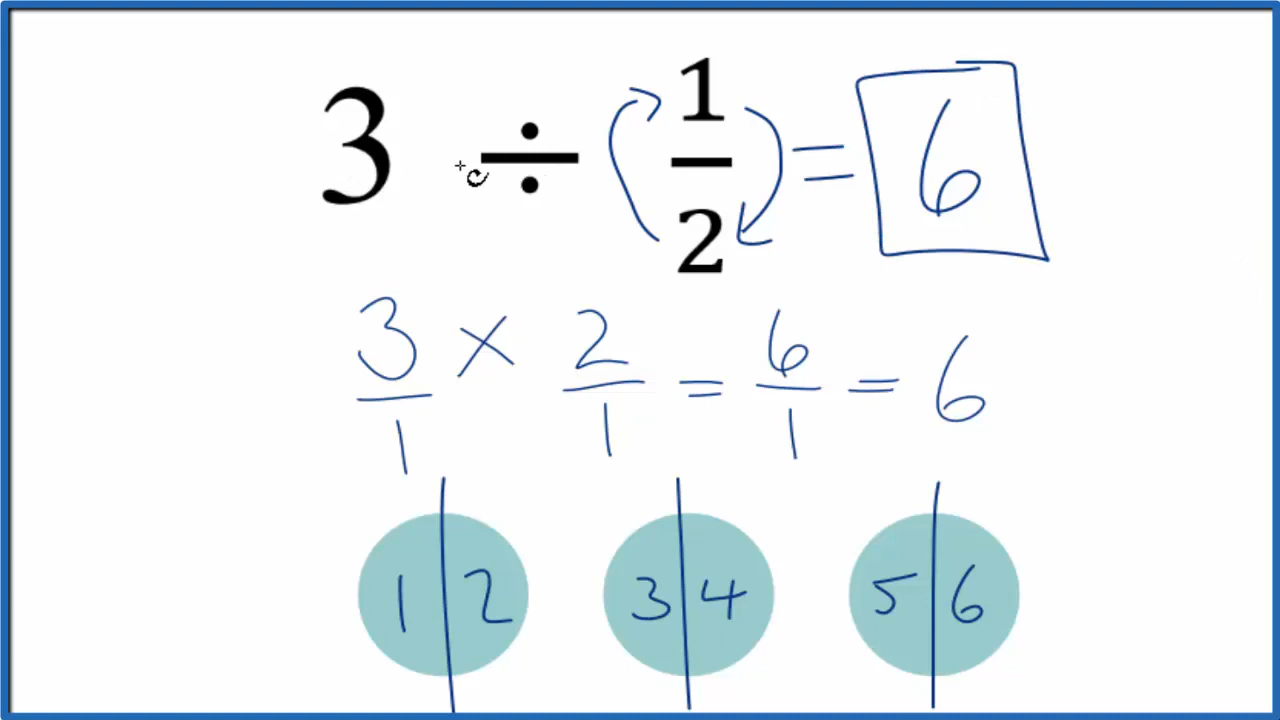 3 ÷ 1/2 = 6
3/1 × 2/1 = 6/1 = 6
1 2 3 4 5 6